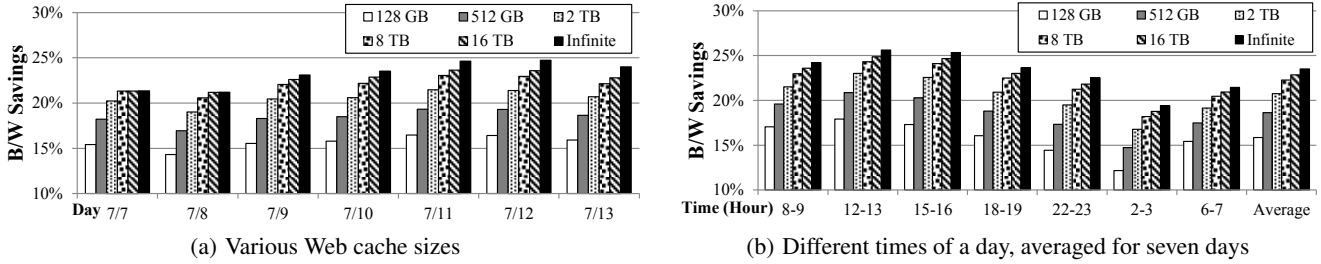 30%
25%
20%
15%
10%
B/W Savings
128 GB 512 GB 2 TB
8 TB 16 TB Infinite
Day 7/7 7/8 7/9 7/10 7/11 7/12 7/13
(a) Various Web cache sizes
30%
25%
20%
15%
10%
B/W Savings
128 GB 512 GB 2 TB
8 TB 16 TB Infinite
Time (Hour) 8-9 12-13 15-16 18-19 22-23 2-3 6-7 Average
(b) Different times of a day, averaged for seven days